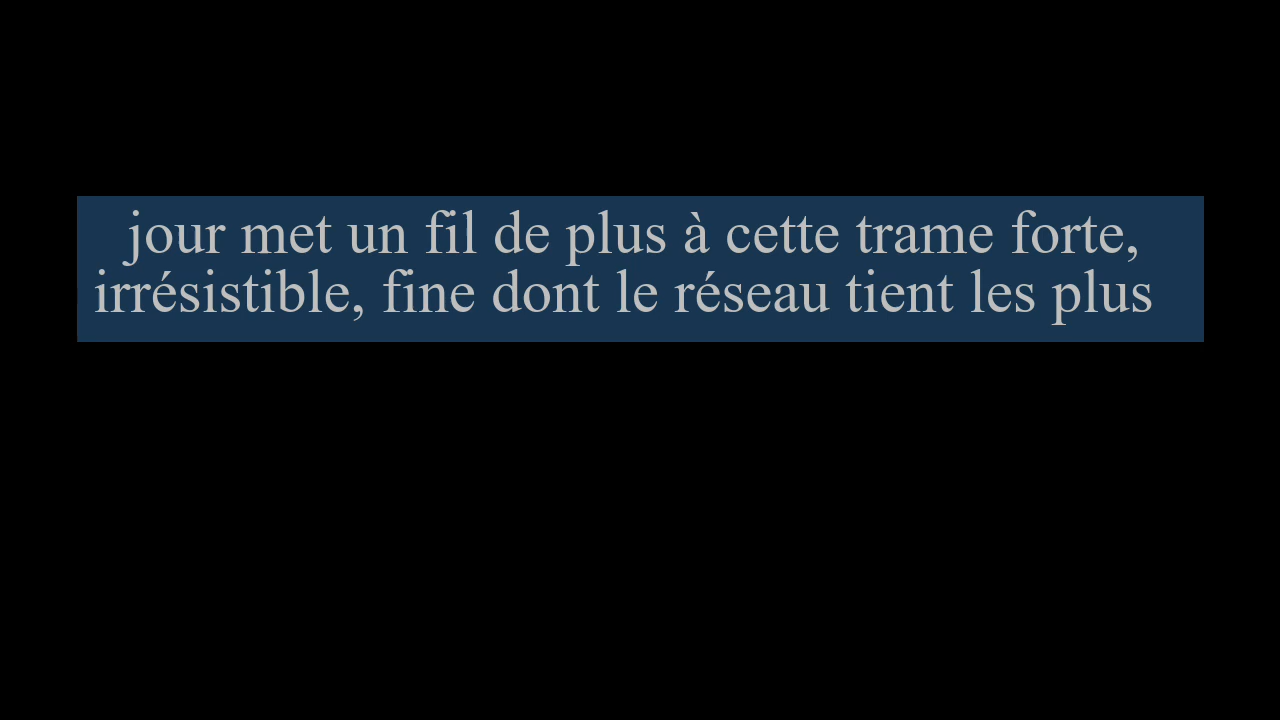 jour met un fil de plus à cette trame forte,
irrésistible, fine dont le réseau tient les plus